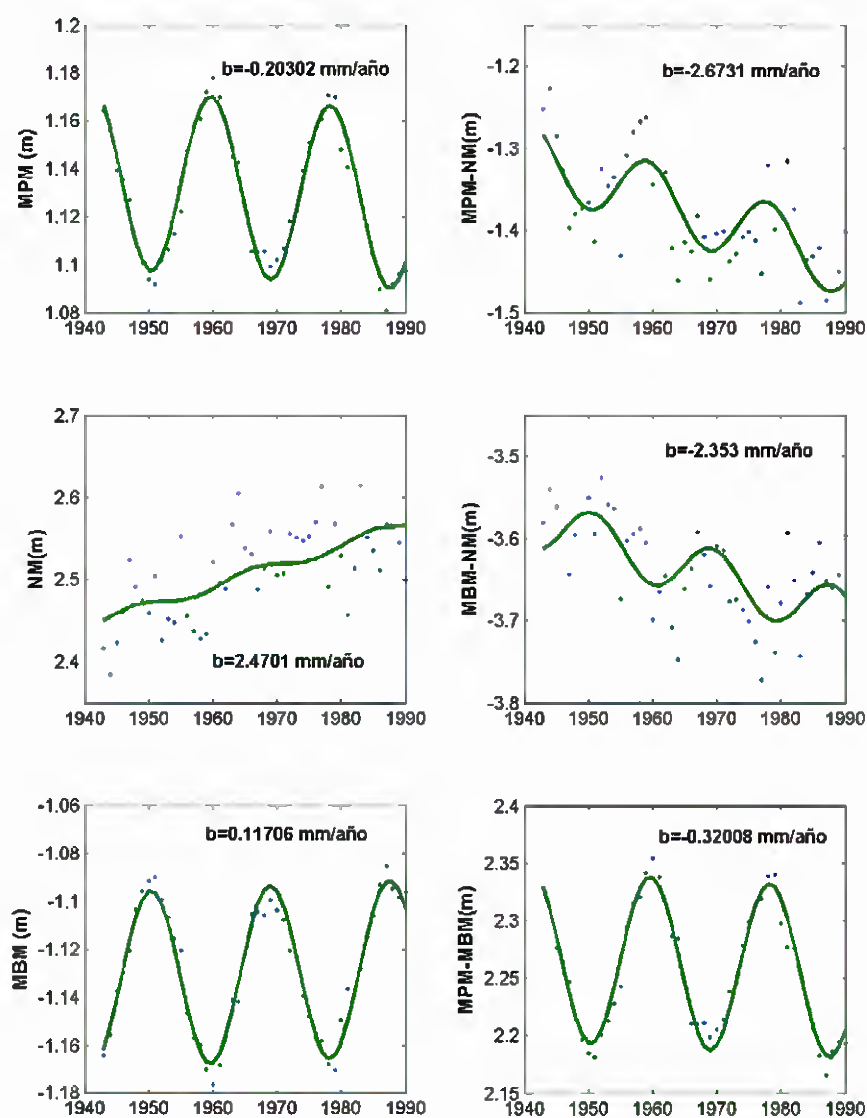 1.2
1.18
1.16
1.14
1.12
1.1
1.08
MPM (m)
b=-0.20302 mm/año
1940 1950 1960 1970 1980 1990
-1.2
-1.3
-1.4
-1.5
MPM-NM(m)
b=-2.6731 mm/año
1940 1950 1960 1970 1980 1990
2.7
2.6
2.5
2.4
NM(m)
b=2.4701 mm/año
1940 1950 1960 1970 1980 1990
-3.5
-3.6
-3.7
-3.8
MBM-NM(m)
b=-2.353 mm/año
1940 1950 1960 1970 1980 1990
-1.06
-1.08
-1.1
-1.12
-1.14
-1.16
-1.18
MBM (m)
b=0.11706 mm/año
1940 1950 1960 1970 1980 1990
2.4
2.35
2.3
2.25
2.2
2.15
MPM-MBM(m)
b=-0.32008 mm/año
1940 1950 1960 1970 1980 1990